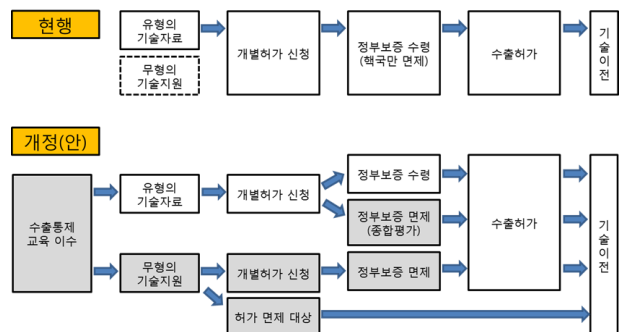 현행
유형의
기술자료
무형의
기술지원
개별허가 신청
정부보증 수령
(핵국만 면제)
수출허가
기
술
이
전
개정(안)
수출통제
교육 이수
유형의
기술자료
개별허가 신청
정부보증 수령
정부보증 면제
(종합평가)
수출허가
기
술
이
전
무형의
기술지원
개별허가 신청
정부보증 면제
허가 면제 대상